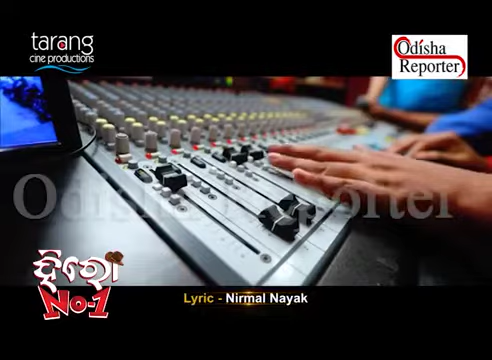 tarang
cine productions
Odisha
Reporter
Odisha Reporter
ହିରୋ
No-1
Lyric - Nirmal Nayak